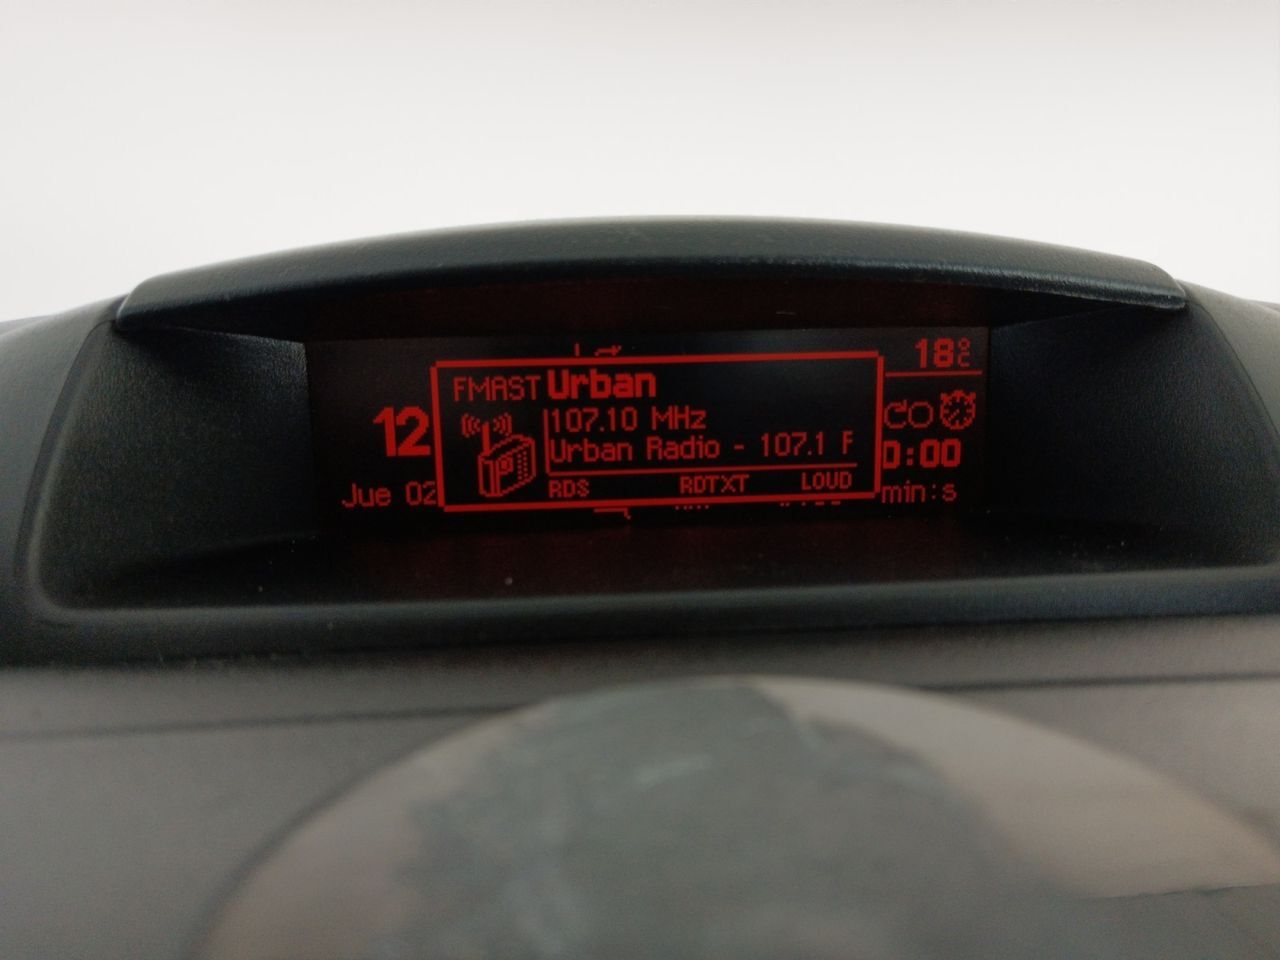 18°C
FMAST Urban
12
107.10 MHz
Urban Radio - 107.1 F
0:00
Jue 02
RDS RDTXT LOUD
min:s